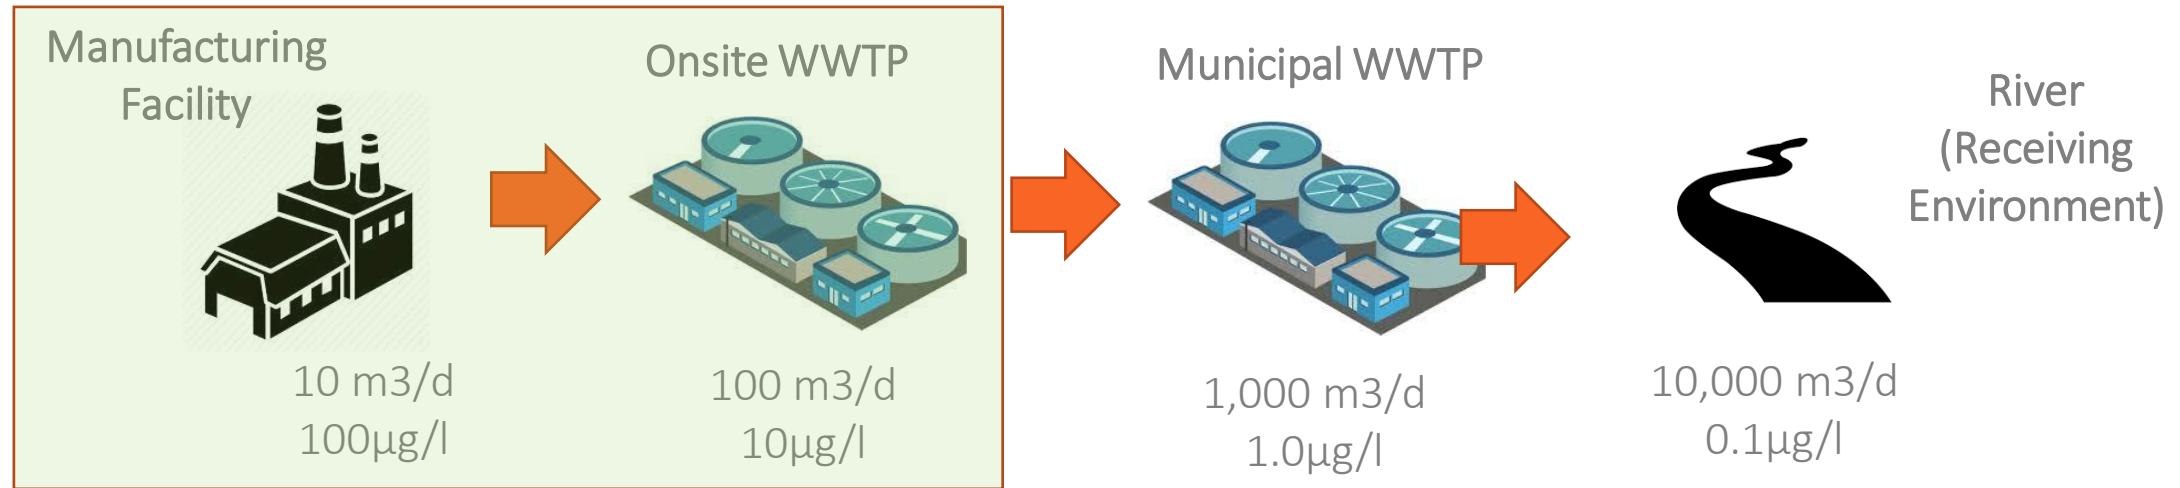 Manufacturing
Facility
10 m3/d
100µg/l
Onsite WWTP
100 m3/d
10µg/l
Municipal WWTP
1,000 m3/d
1.0µg/l
River
(Receiving
Environment)
10,000 m3/d
0.1µg/l